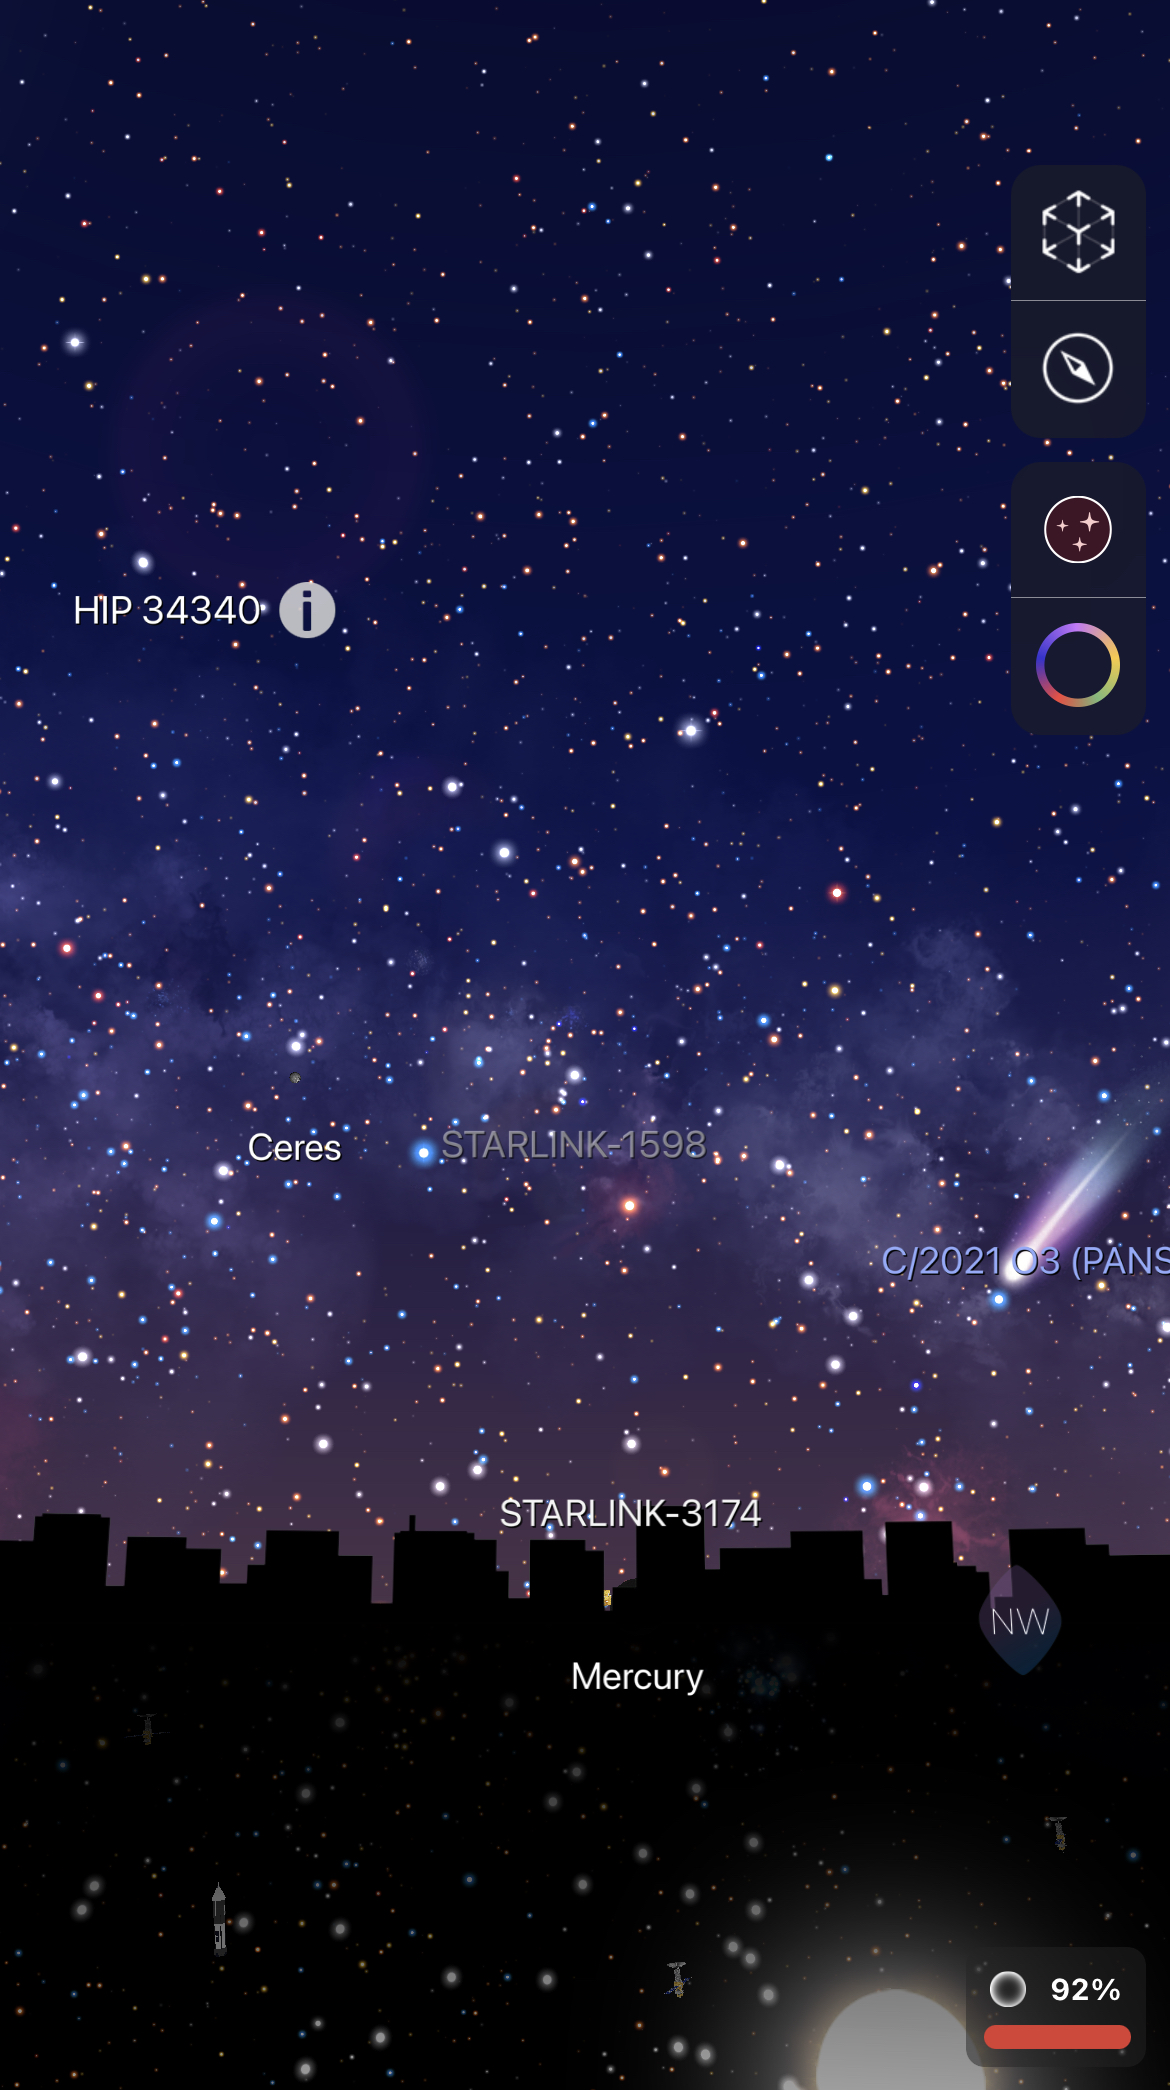 HIP 34340
Ceres
STARLINK-1598
C/2021 O3 (PANS
STARLINK-3174
NW
Mercury
92%